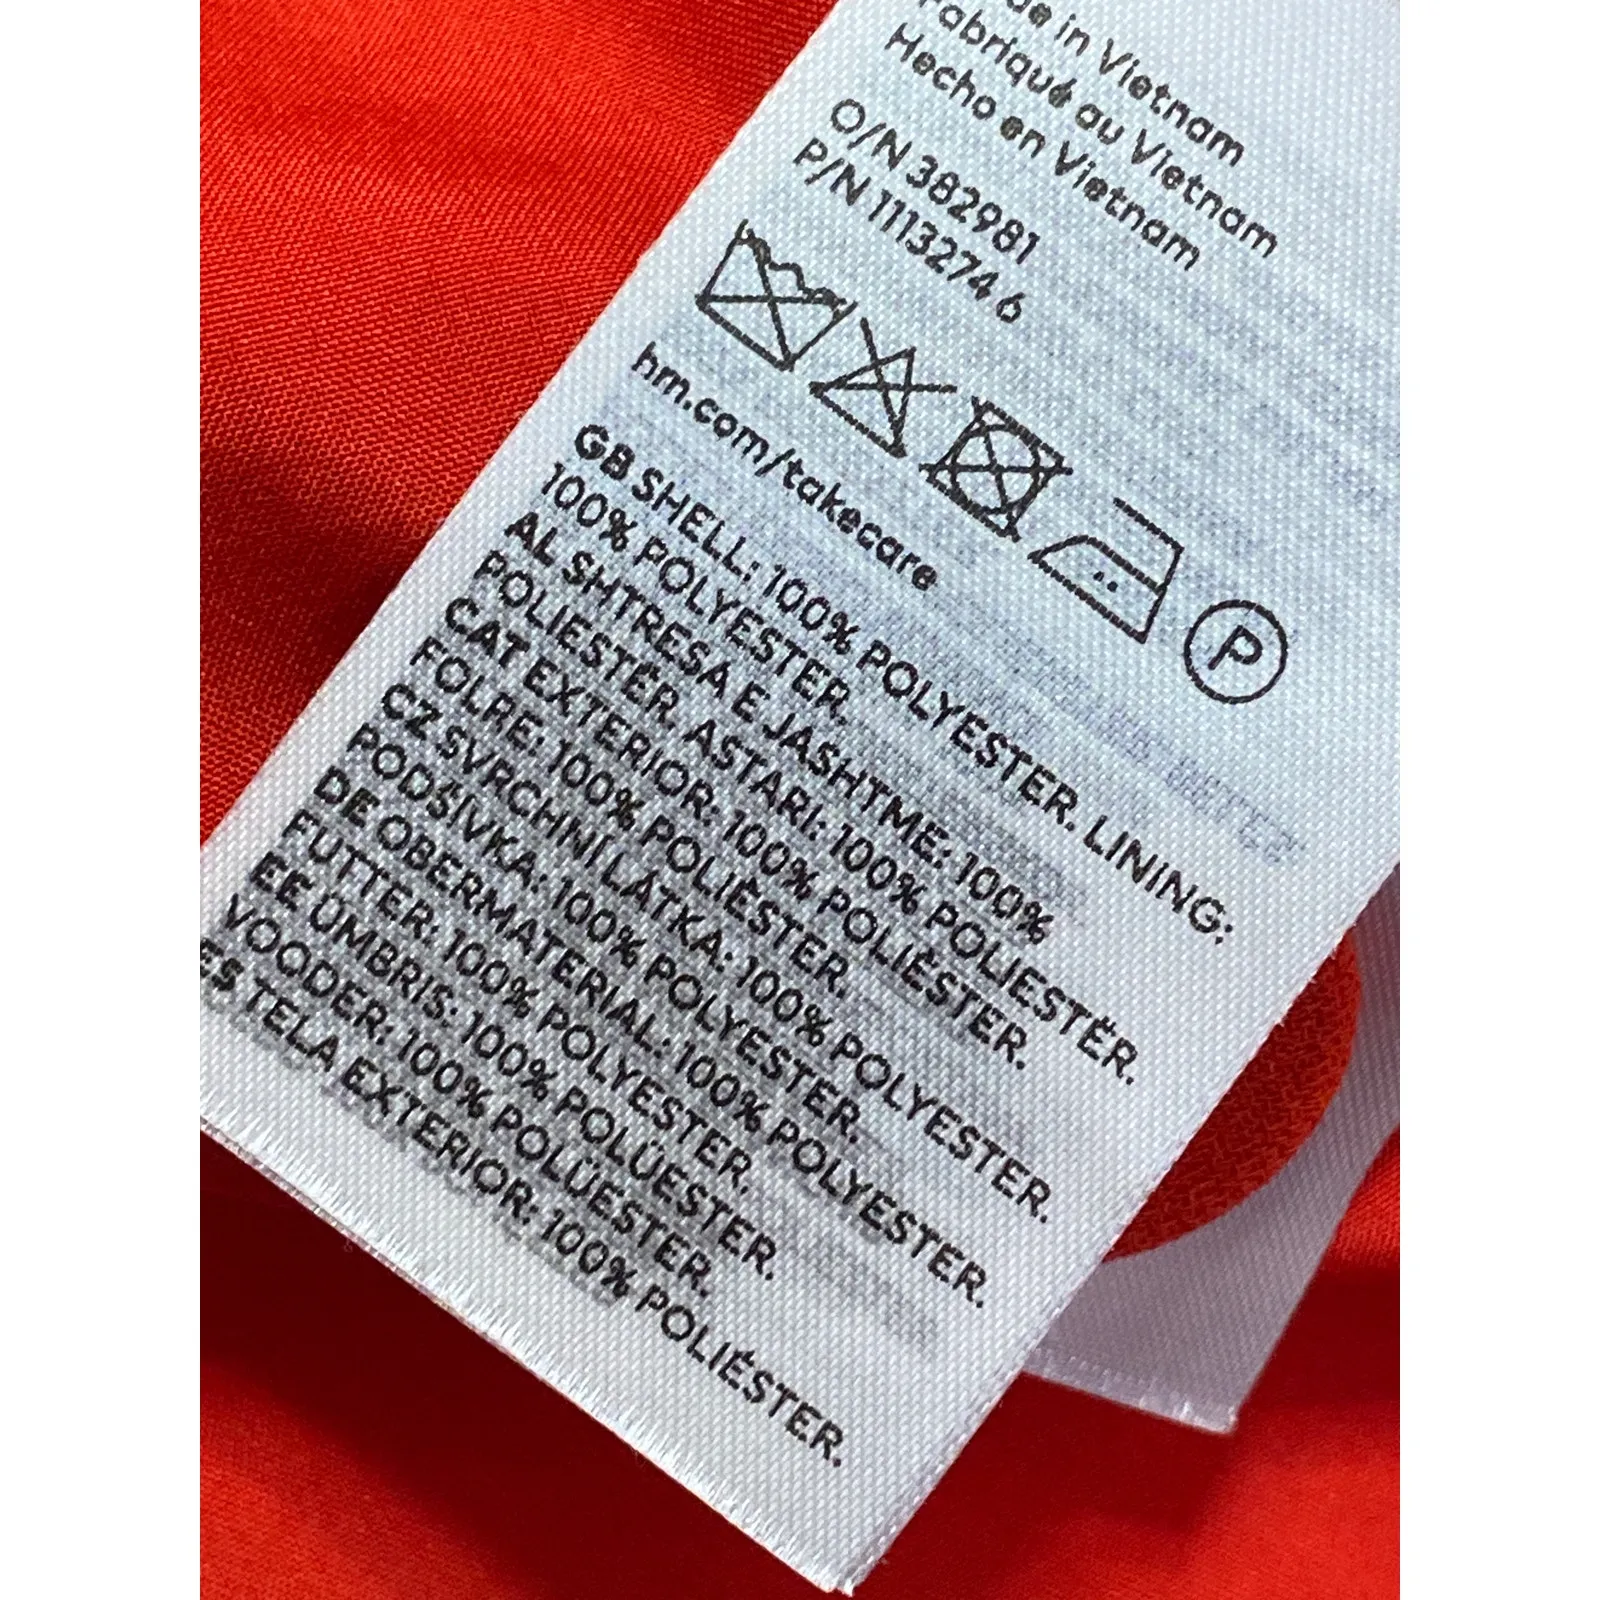 in Vietnam
Fabriqué au Vietnam
Hecho en Vietnam
O/N 382981
P/N 1113274 6
P
hm.com/takecare
GB SHELL: 100% POLYESTER. LINING:
100% POLYESTER.
AL SHTRESA E JASHTME: 100%
POLIESTËR. ASTARI: 100% POLIESTËR.
CAT EXTERIOR: 100% POLIÈSTER.
FOLRE: 100% POLIÈSTER.
CZ SVRCHNÍ LÁTKA: 100% POLYESTER.
PODŠÍVKA: 100% POLYESTER.
DE OBERMATERIAL: 100% POLYESTER.
FUTTER: 100% POLYESTER.
EE ÜMBRIS: 100% POLÜESTER.
VOODER: 100% POLÜESTER.
ES TELA EXTERIOR: 100% POLIÉSTER.